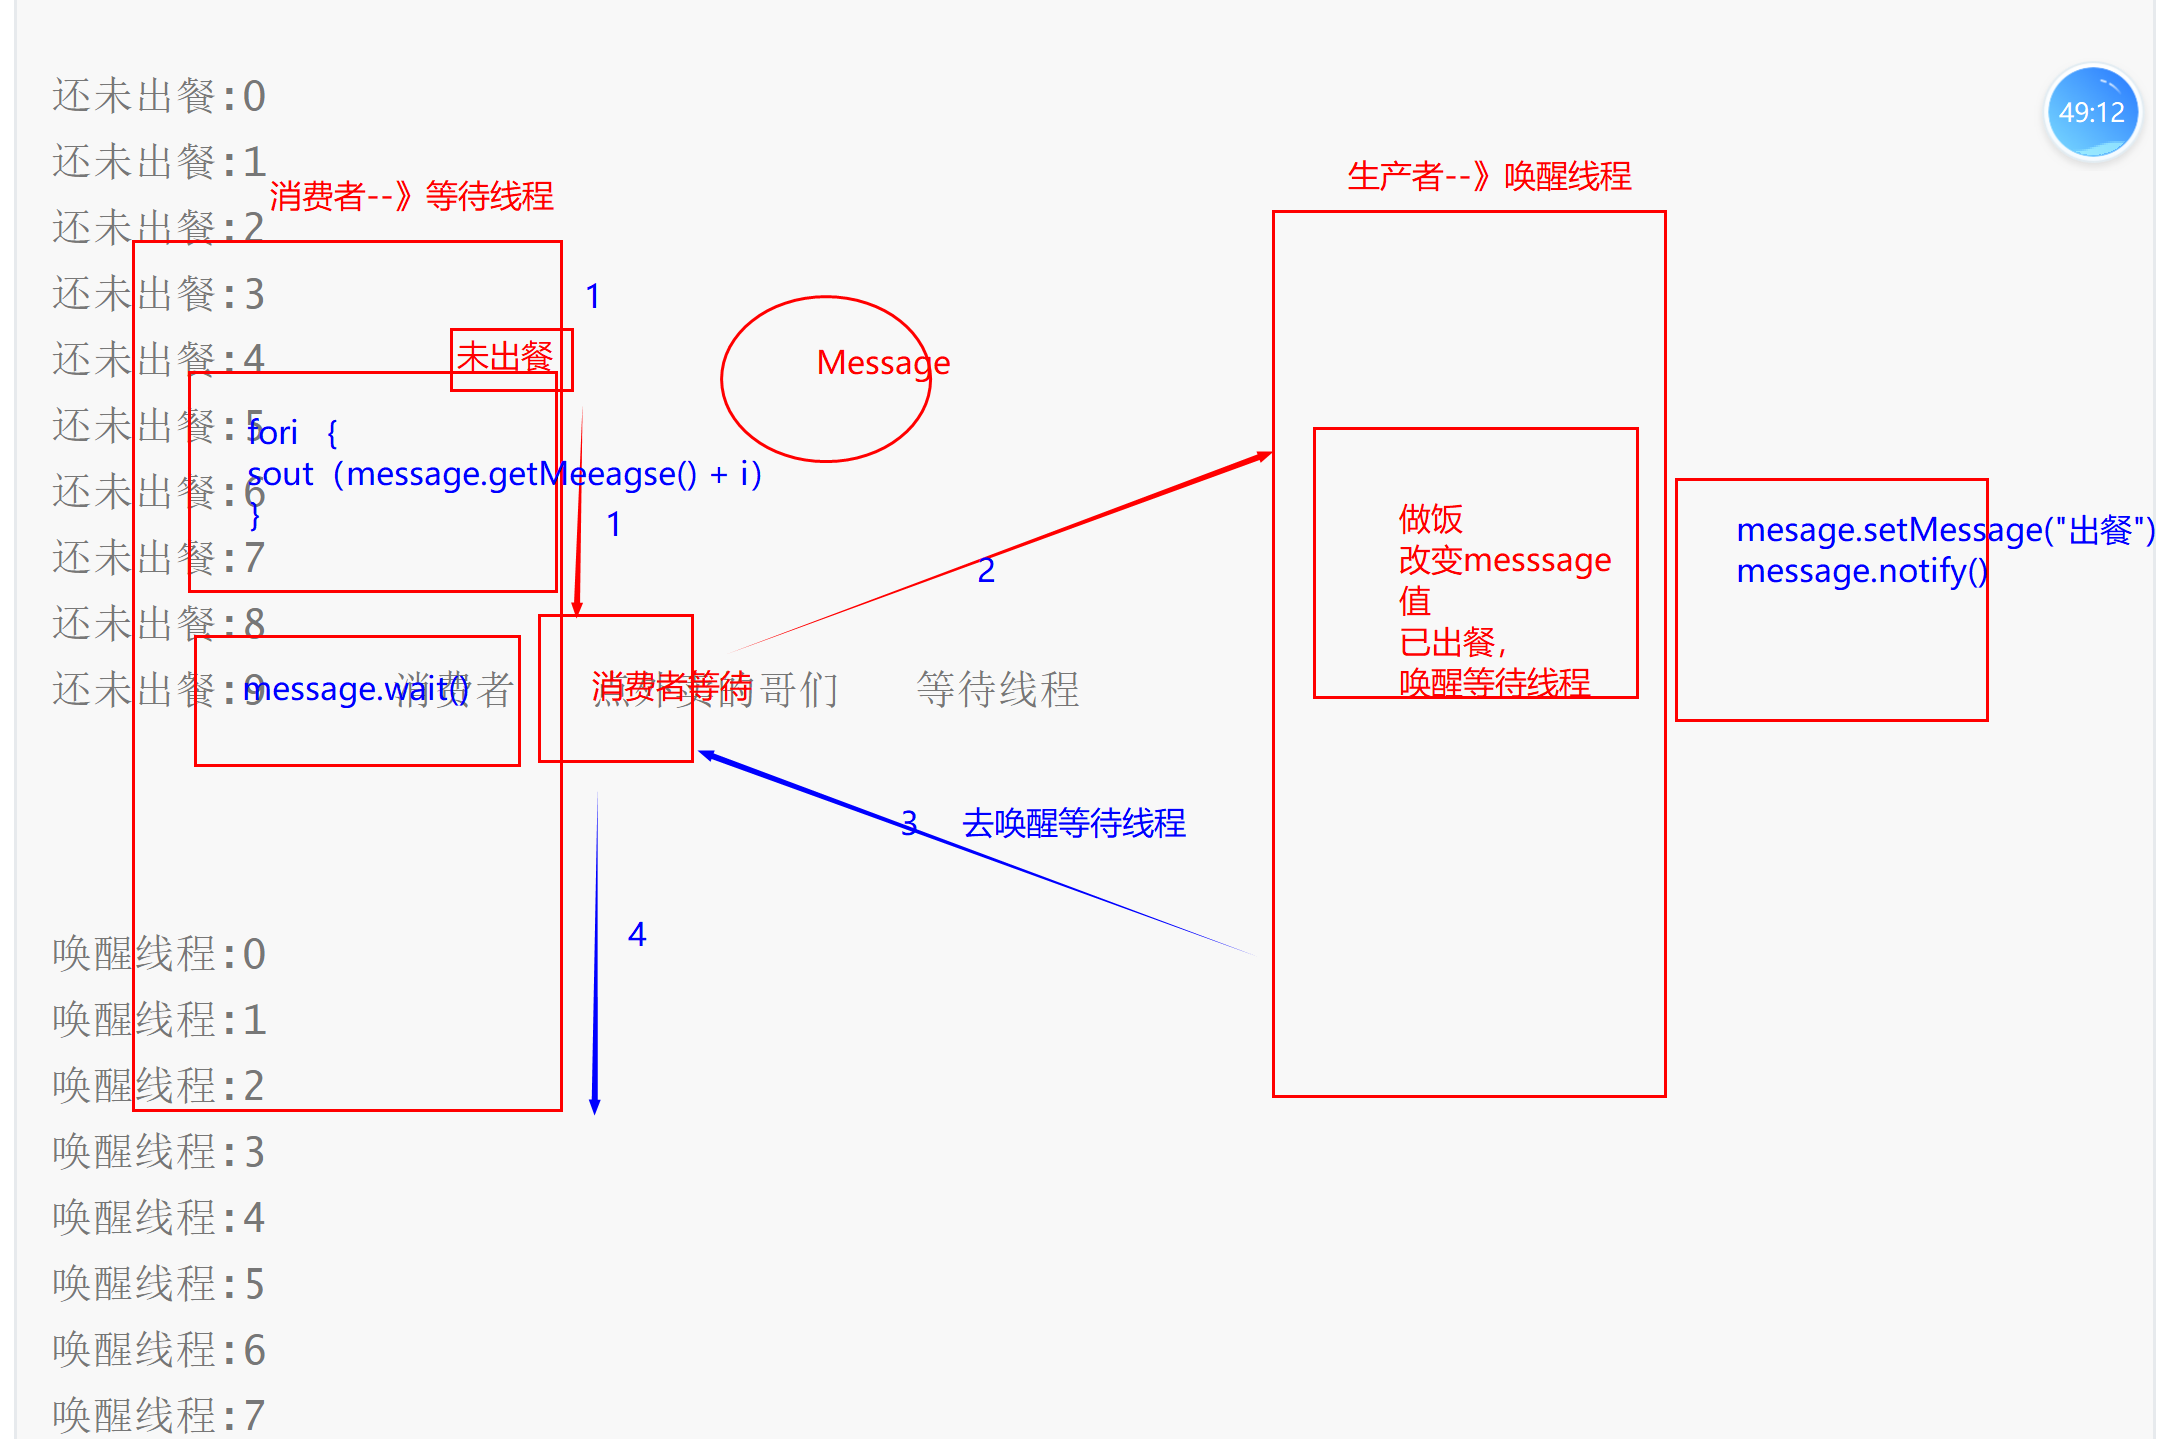 还未出餐:0
49:12
还未出餐:1
消费者--》等待线程
生产者--》唤醒线程
还未出餐:2
还未出餐:3
1
还未出餐:4
未出餐
Message
还未出餐:5
fori {
还未出餐:6
sout（message.getMeeagse() + i）
}
1
做饭
改变messsage
值
已出餐，
唤醒等待线程
mesage.setMessage("出餐")
message.notify()
还未出餐:7
2
还未出餐:8
还未出餐:9
message.wait()
消费者
消费者等待
哥们
等待线程
3 去唤醒等待线程
4
唤醒线程:0
唤醒线程:1
唤醒线程:2
唤醒线程:3
唤醒线程:4
唤醒线程:5
唤醒线程:6
唤醒线程:7